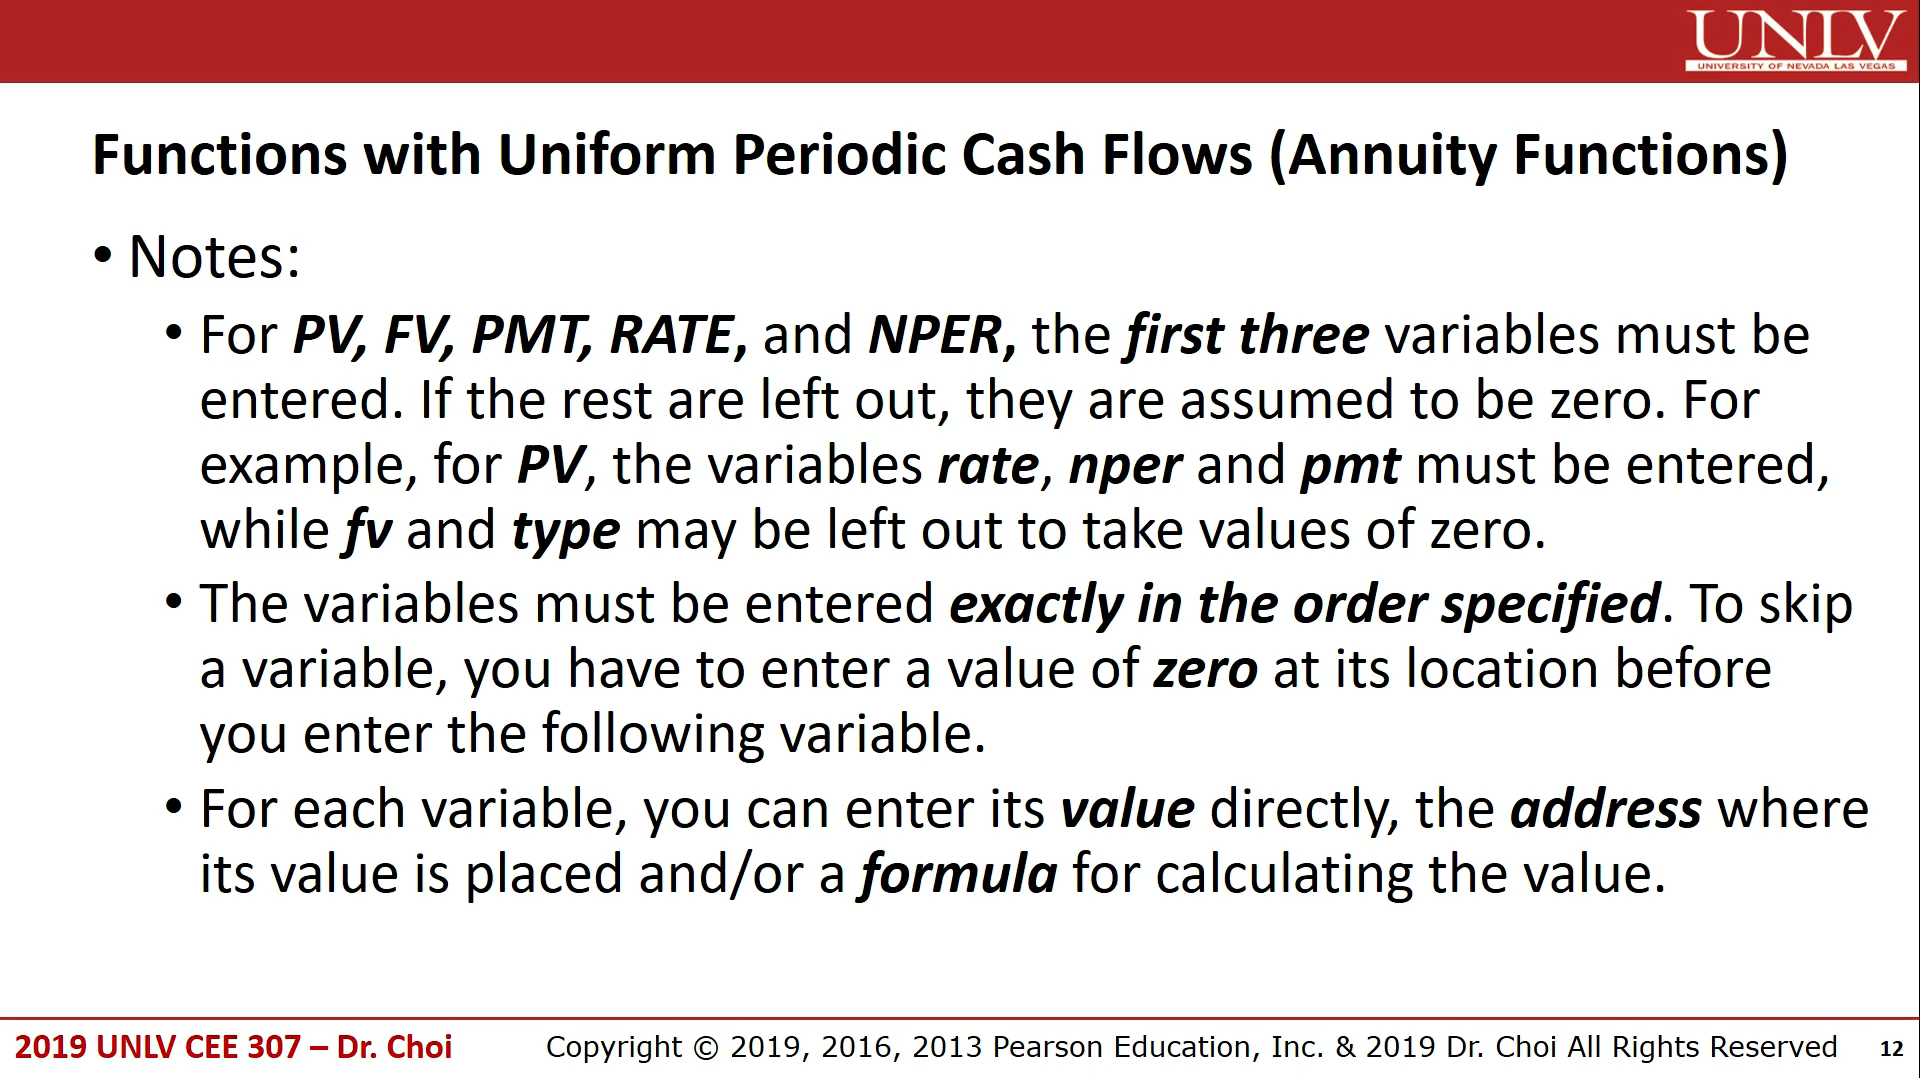 UNLV
UNIVERSITY OF NEVADA LAS VEGAS
Functions with Uniform Periodic Cash Flows (Annuity Functions)
• Notes:
• For PV, FV, PMT, RATE, and NPER, the first three variables must be
entered. If the rest are left out, they are assumed to be zero. For
example, for PV, the variables rate, nper and pmt must be entered,
while fv and type may be left out to take values of zero.
• The variables must be entered exactly in the order specified. To skip
a variable, you have to enter a value of zero at its location before
you enter the following variable.
• For each variable, you can enter its value directly, the address where
its value is placed and/or a formula for calculating the value.
2019 UNLV CEE 307 – Dr. Choi Copyright © 2019, 2016, 2013 Pearson Education, Inc. & 2019 Dr. Choi All Rights Reserved 12